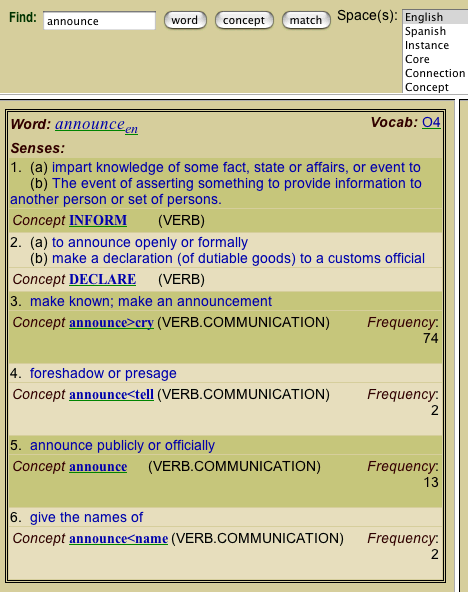 Find: announce word concept match Space(s): English
Spanish
Instance
Core
Connection
Concept
Word: announce en Vocab: O4
Senses:
1. (a) impart knowledge of some fact, state or affairs, or event to
(b) The event of asserting something to provide information to
another person or set of persons.
Concept INFORM (VERB)
2. (a) to announce openly or formally
(b) make a declaration (of dutiable goods) to a customs official
Concept DECLARE (VERB)
3. make known; make an announcement
Concept announce>cry (VERB.COMMUNICATION) Frequency:
74
4. foreshadow or presage
Concept announce<tell (VERB.COMMUNICATION) Frequency:
2
5. announce publicly or officially
Concept announce (VERB.COMMUNICATION) Frequency:
13
6. give the names of
Concept announce<name (VERB.COMMUNICATION) Frequency:
2